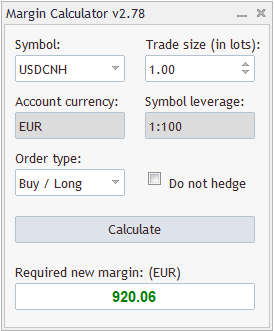 Margin Calculator v2.78
Symbol: Trade size (in lots):
USDCNH 1.00
Account currency: Symbol leverage:
EUR 1:100
Order type:
Buy / Long Do not hedge
Calculate
Required new margin: (EUR)
920.06